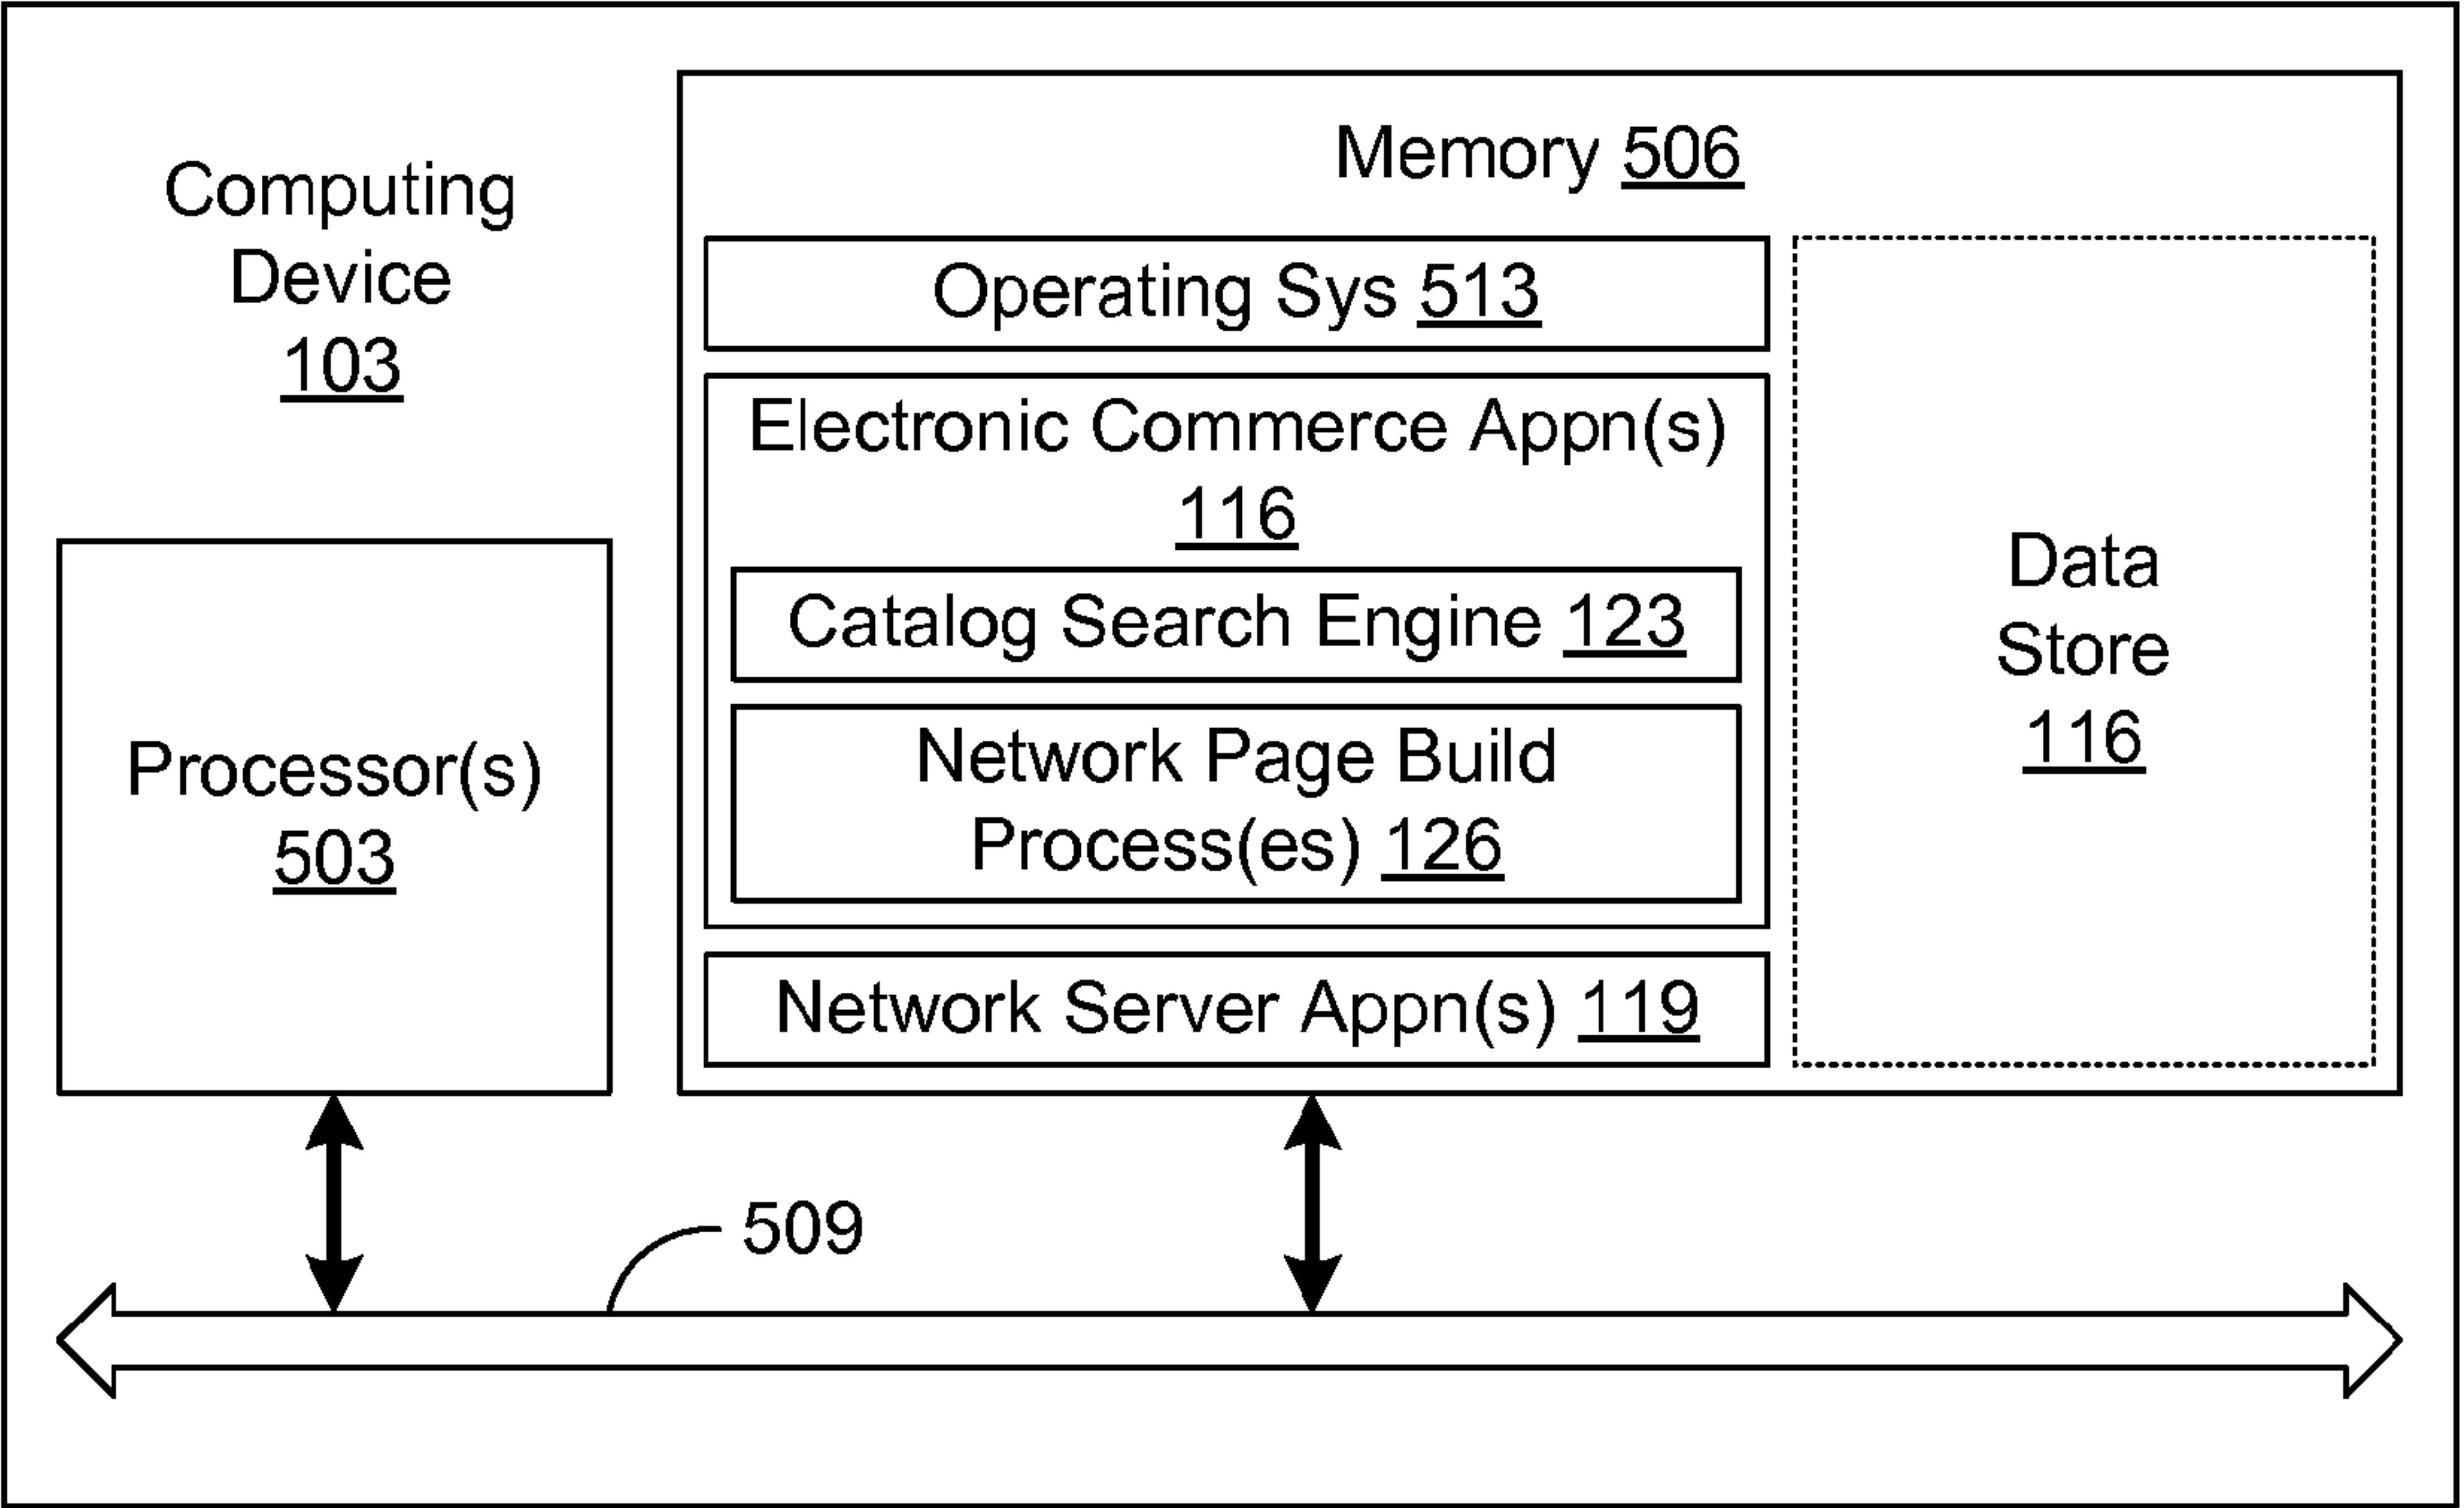 Computing
Device
103
Memory 506
Operating Sys 513
Electronic Commerce Appn(s)
116
Catalog Search Engine 123
Network Page Build
Process(es) 126
Network Server Appn(s) 119
Data
Store
116
Processor(s)
503
509